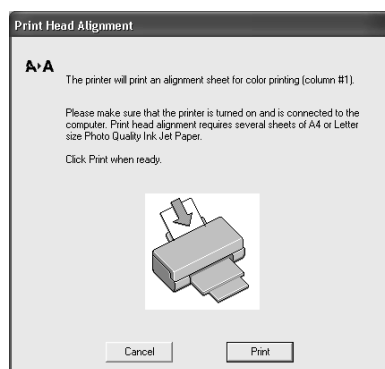 Print Head Alignment
A A
The printer will print an alignment sheet for color printing (column #1).
Please make sure that the printer is turned on and is connected to the
computer. Print head alignment requires several sheets of A4 or Letter
size Photo Quality Ink Jet Paper.
Click Print when ready.
Cancel Print